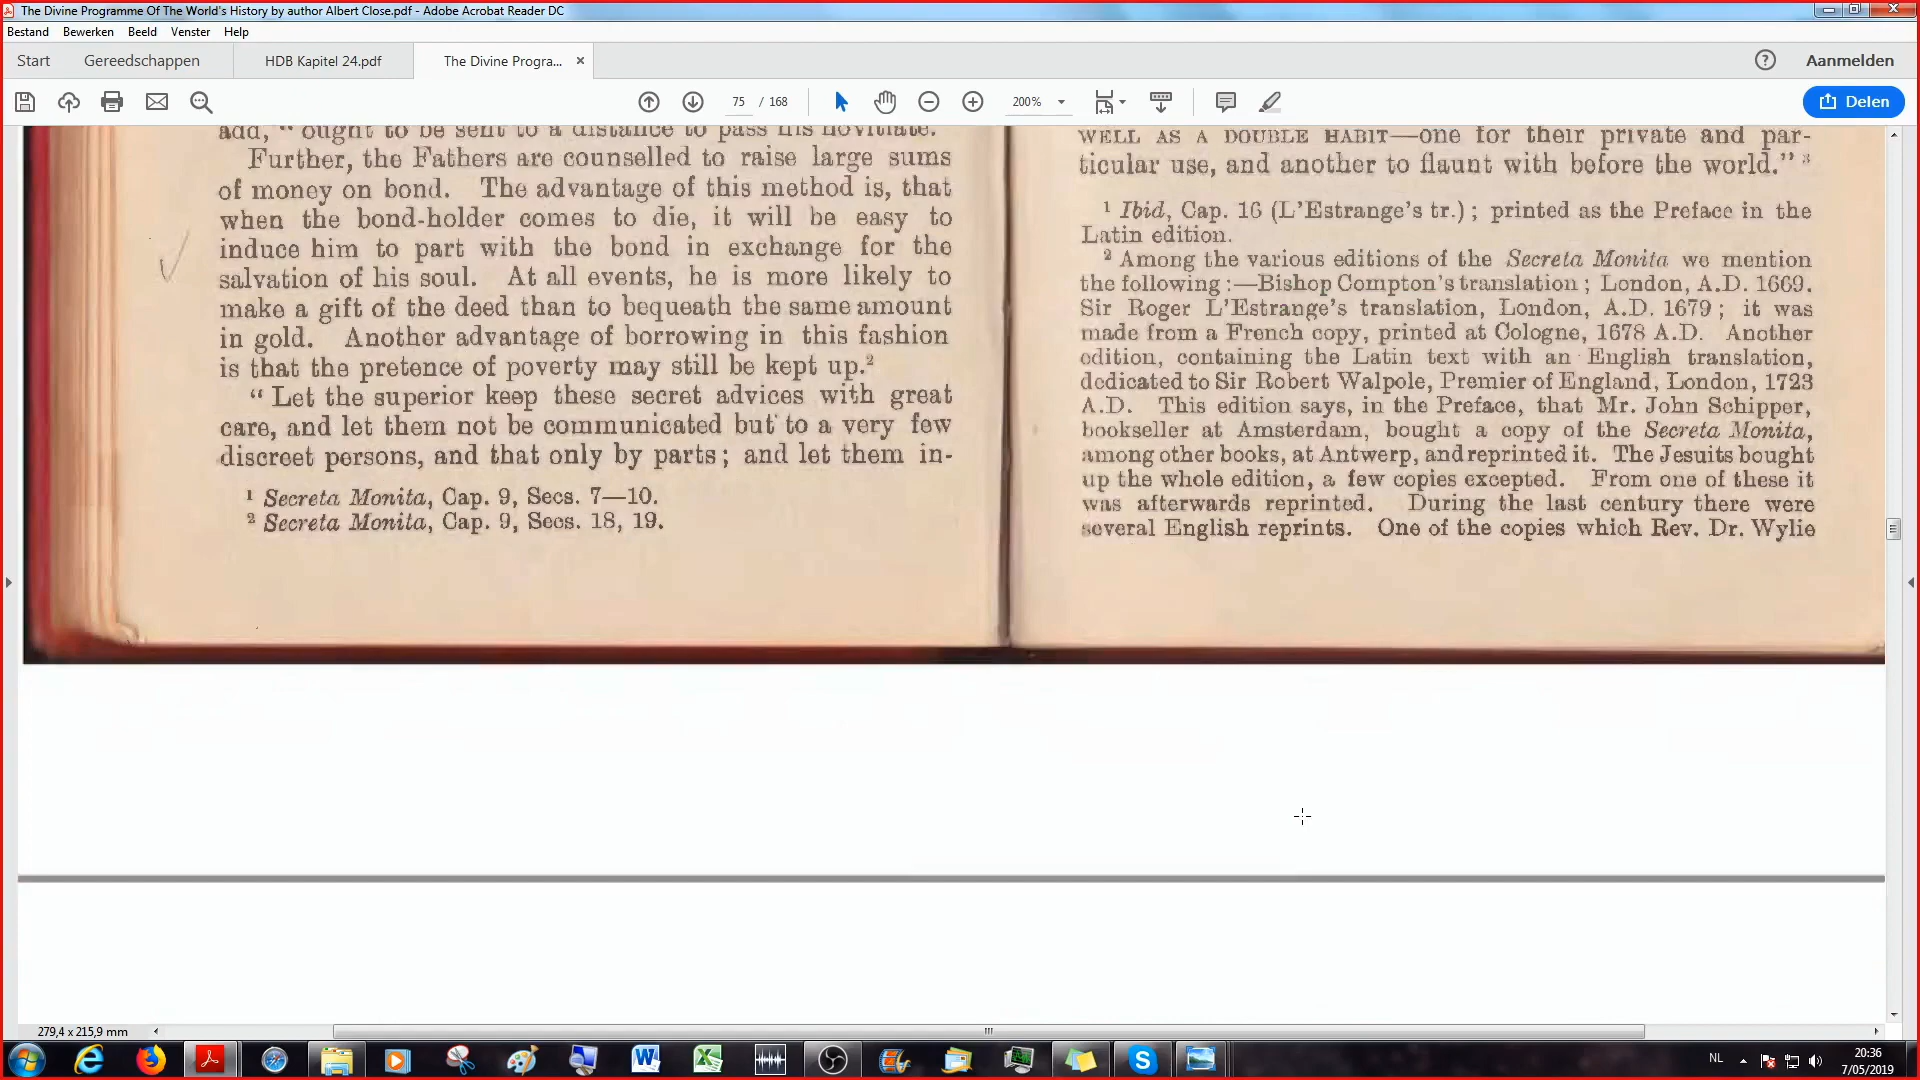 The Divine Programme Of The World's History by author Albert Close.pdf - Adobe Acrobat Reader DC
Bestand Bewerken Beeld Venster Help
Start Gereedschappen HDB Kapitel 24.pdf The Divine Progra... Aanmelden
75 / 168 200% Delen
add, “ ought to be sent to a distance to pass his novitiate.
Further, the Fathers are counselled to raise large sums
of money on bond. The advantage of this method is, that
when the bond-holder comes to die, it will be easy to
induce him to part with the bond in exchange for the
salvation of his soul. At all events, he is more likely to
make a gift of the deed than to bequeath the same amount
in gold. Another advantage of borrowing in this fashion
is that the pretence of poverty may still be kept up.²
“ Let the superior keep these secret advices with great
care, and let them not be communicated but to a very few
discreet persons, and that only by parts ; and let them in-
¹ Secreta Monita, Cap. 9, Secs. 7—10.
² Secreta Monita, Cap. 9, Secs. 18, 19.
WELL AS A DOUBLE HABIT—one for their private and par-
ticular use, and another to flaunt with before the world.” ³
¹ Ibid, Cap. 16 (L'Estrange's tr.) ; printed as the Preface in the
Latin edition.
² Among the various editions of the Secreta Monita we mention
the following :—Bishop Compton's translation ; London, A.D. 1669.
Sir Roger L'Estrange's translation, London, A.D. 1679 ; it was
made from a French copy, printed at Cologne, 1678 A.D. Another
edition, containing the Latin text with an English translation,
dedicated to Sir Robert Walpole, Premier of England, London, 1723
A.D. This edition says, in the Preface, that Mr. John Schipper,
bookseller at Amsterdam, bought a copy of the Secreta Monita,
among other books, at Antwerp, and reprinted it. The Jesuits bought
up the whole edition, a few copies excepted. From one of these it
was afterwards reprinted. During the last century there were
several English reprints. One of the copies which Rev. Dr. Wylie
279,4 x 215,9 mm
NL 20:36
7/05/2019